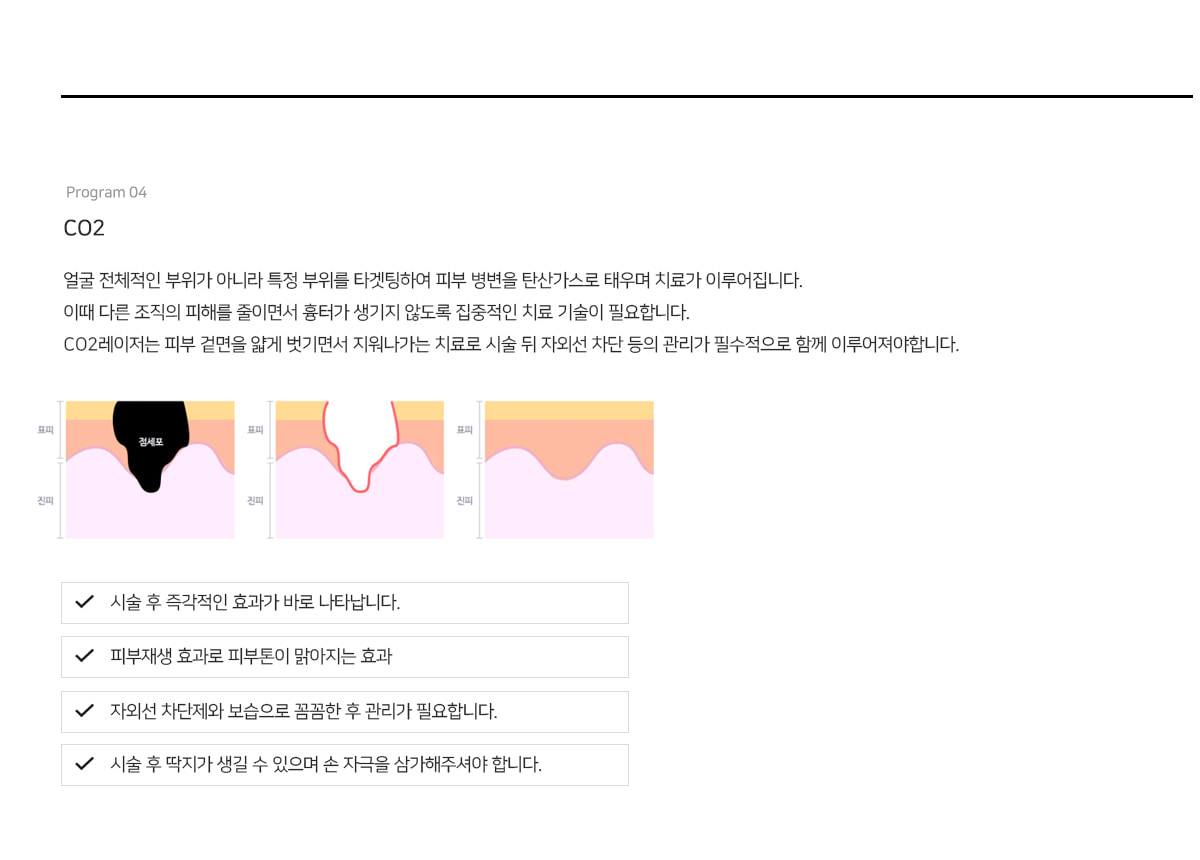 Program 04
CO2
얼굴 전체적인 부위가 아니라 특정 부위를 타겟팅하여 피부 병변을 탄산가스로 태우며 치료가 이루어집니다.
이때 다른 조직의 피해를 줄이면서 흉터가 생기지 않도록 집중적인 치료 기술이 필요합니다.
CO2레이저는 피부 겉면을 얇게 벗기면서 지워나가는 치료로 시술 뒤 자외선 차단 등의 관리가 필수적으로 함께 이루어져야합니다.
표피
점세포
진피
표피
진피
표피
진피
시술 후 즉각적인 효과가 바로 나타납니다.
피부재생 효과로 피부톤이 맑아지는 효과
자외선 차단제와 보습으로 꼼꼼한 후 관리가 필요합니다.
시술 후 딱지가 생길 수 있으며 손 자극을 삼가해주셔야 합니다.